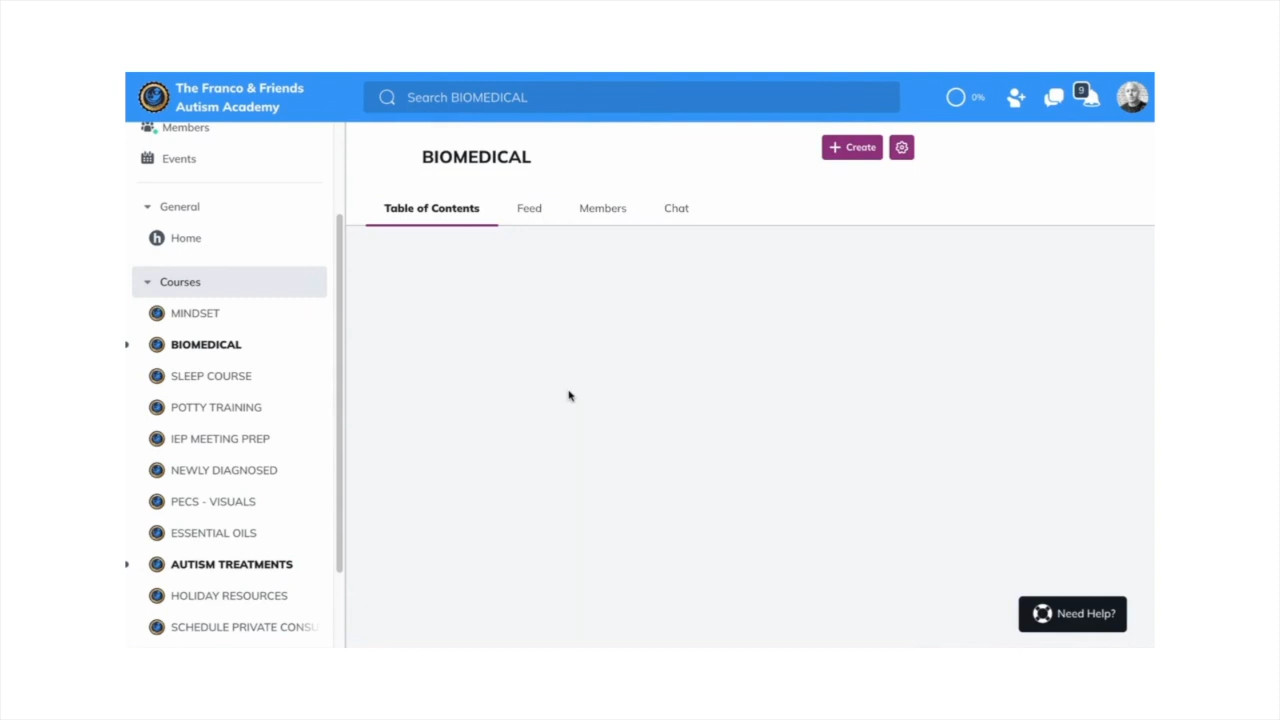 The Franco & Friends
Autism Academy
Search BIOMEDICAL
0%
9
Members
Events
General
Home
Courses
MINDSET
BIOMEDICAL
SLEEP COURSE
POTTY TRAINING
IEP MEETING PREP
NEWLY DIAGNOSED
PECS - VISUALS
ESSENTIAL OILS
AUTISM TREATMENTS
HOLIDAY RESOURCES
SCHEDULE PRIVATE CONSU
BIOMEDICAL
+ Create
Table of Contents
Feed
Members
Chat
Need Help?